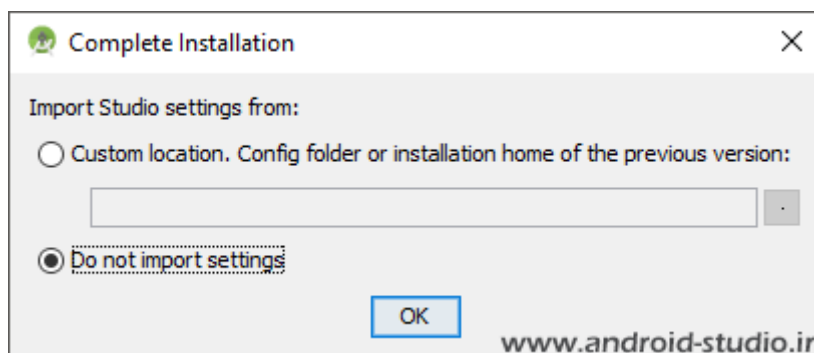 Complete Installation
Import Studio settings from:
Custom location. Config folder or installation home of the previous version:
.
Do not import settings
OK
www.android-studio.ir